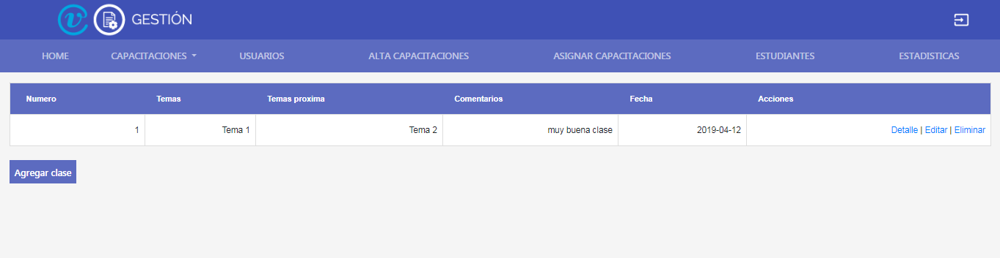 GESTIÓN
HOME CAPACITACIONES USUARIOS ALTA CAPACITACIONES ASIGNAR CAPACITACIONES ESTUDIANTES ESTADISTICAS
Numero Temas Temas proxima Comentarios Fecha Acciones
1 Tema 1 Tema 2 muy buena clase 2019-04-12 Detalle | Editar | Eliminar
Agregar clase